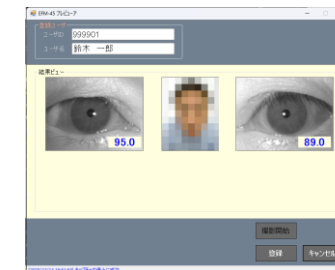 EPM-45 プレビューア
登録ユーザー
ユーザID 999901
ユーザ名 鈴木 一郎
結果ビュー
95.0
89.0
撮影開始
登録 キャンセル